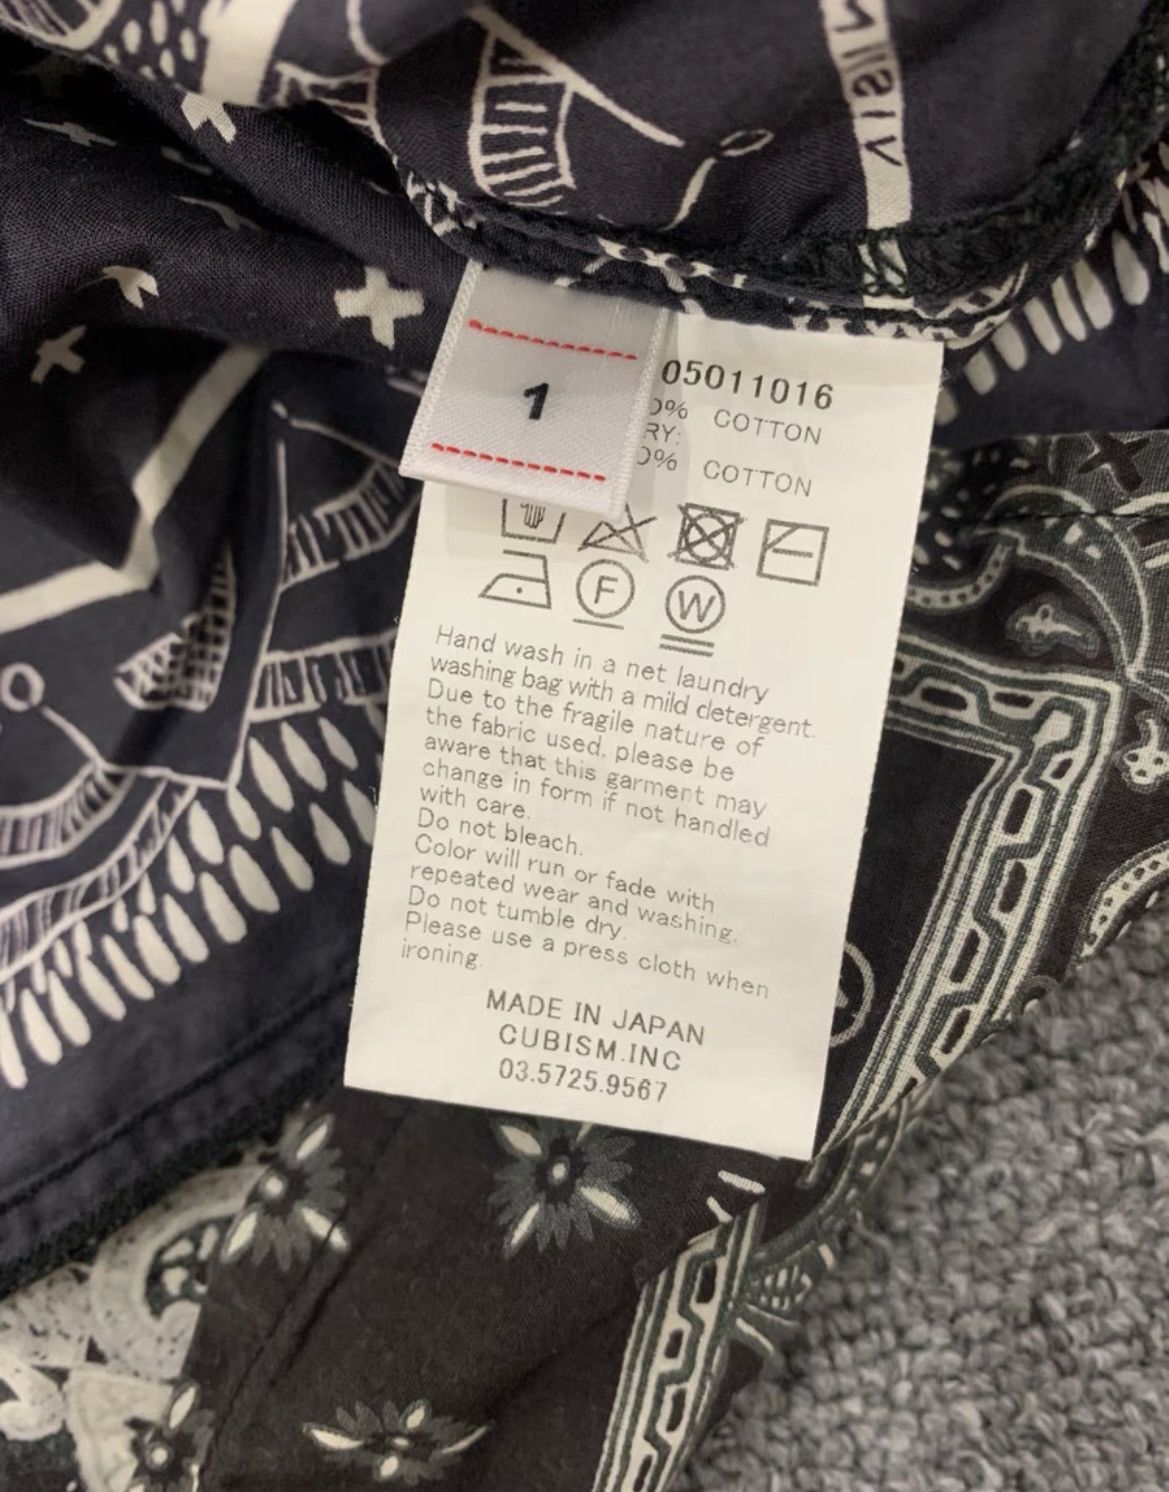 1
05011016
0% COTTON
RY:
0% COTTON
F
W
Hand wash in a net laundry
washing bag with a mild detergent.
Due to the fragile nature of
the fabric used, please be
aware that this garment may
change in form if not handled
with care.
Do not bleach.
Color will run or fade with
repeated wear and washing.
Do not tumble dry.
Please use a press cloth when
ironing.
MADE IN JAPAN
CUBISM.INC
03.5725.9567